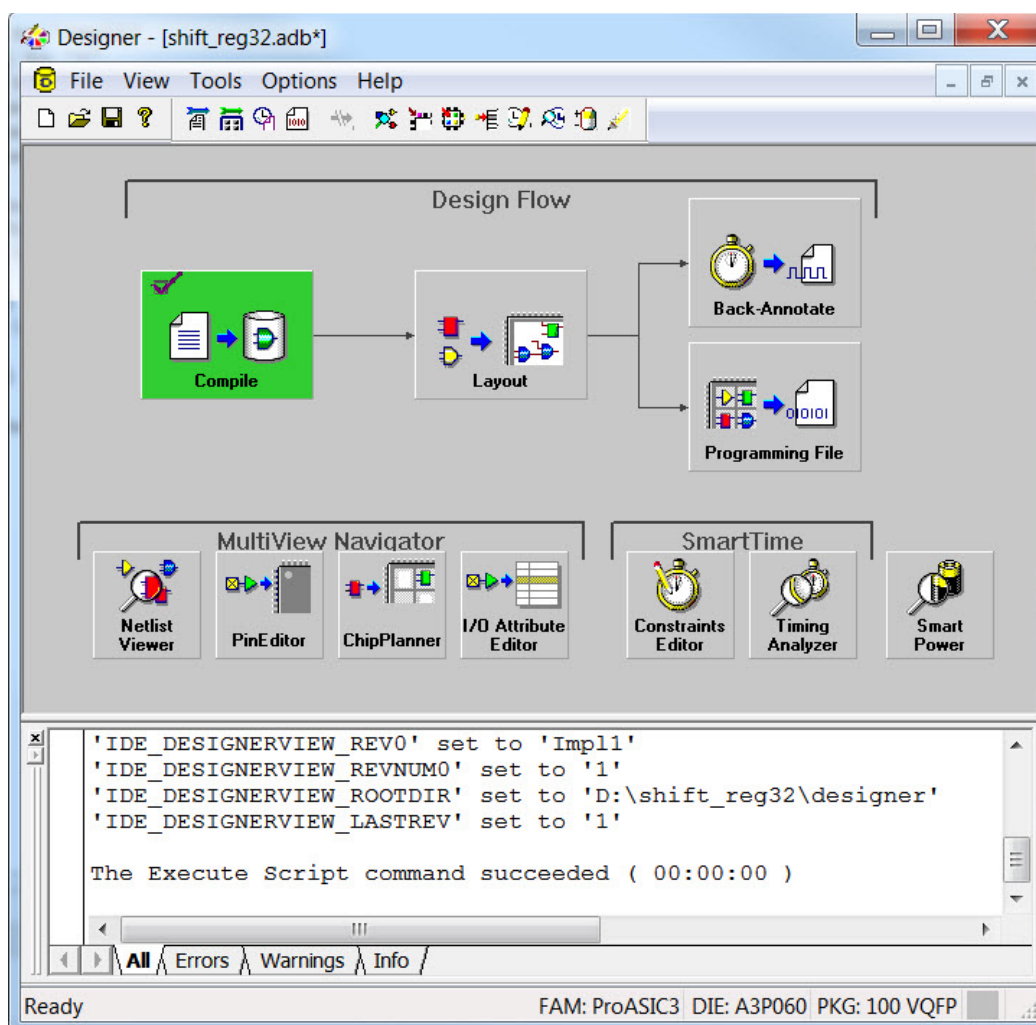 Designer - [shift_reg32.adb*]
File View Tools Options Help
Design Flow
Compile
Layout
Back-Annotate
010101
Programming File
MultiView Navigator
SmartTime
Netlist
Viewer
PinEditor
ChipPlanner
I/O Attribute
Editor
Constraints
Editor
Timing
Analyzer
Smart
Power
'IDE_DESIGNERVIEW_REV0' set to 'Impl1'
'IDE_DESIGNERVIEW_REVNUM0' set to '1'
'IDE_DESIGNERVIEW_ROOTDIR' set to 'D:\shift_reg32\designer'
'IDE_DESIGNERVIEW_LASTREV' set to '1'
The Execute Script command succeeded ( 00:00:00 )
All Errors Warnings Info
Ready FAM: ProASIC3 DIE: A3P060 PKG: 100 VQFP